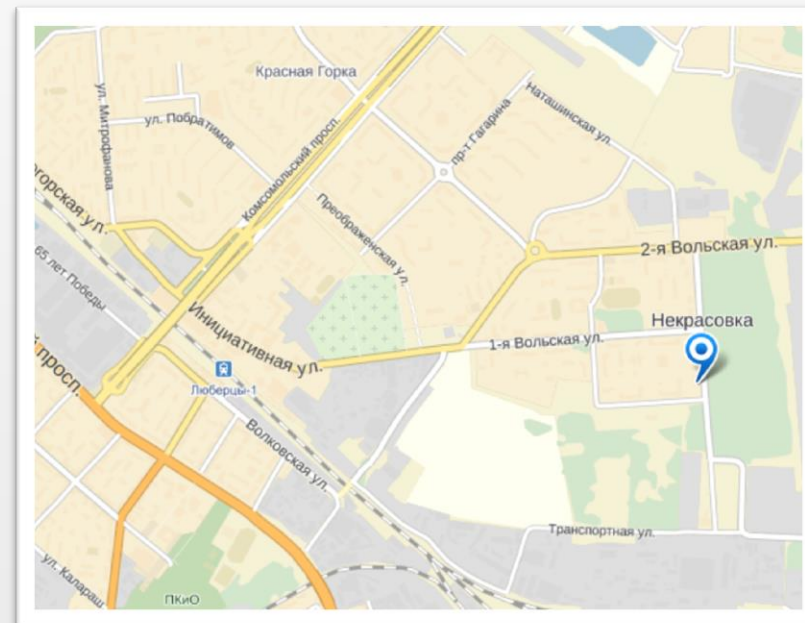 Красная Горка
ул. Митрофанова
ул. Побратимов
Комсомольский просп.
пр-т Гагарина
Наташинская ул.
огорская ул.
Преображенская ул.
2-я Вольская ул.
65 лет Победы
Инициативная ул.
Некрасовка
1-я Вольская ул.
й просп.
Люберцы-1
Волковская ул.
Транспортная ул.
ул. Калараш
ПКиО